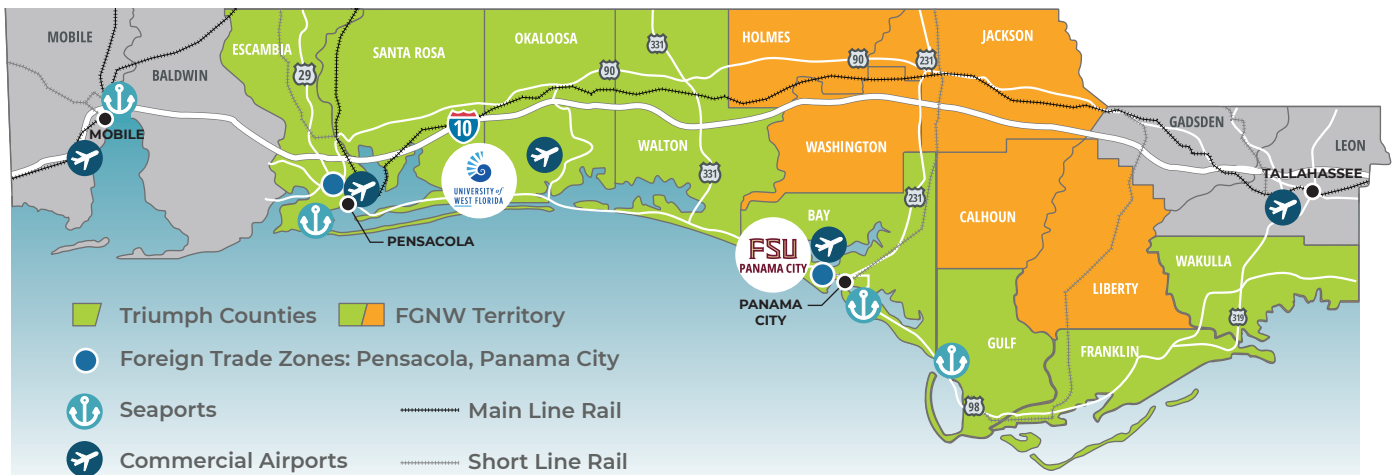 MOBILE
BALDWIN
ESCAMBIA
SANTA ROSA
OKALOOSA
HOLMES
JACKSON
331
29
90
90
231
10
MOBILE
WALTON
WASHINGTON
GADSDEN
LEON
TALLAHASSEE
UNIVERSITY of
WEST FLORIDA
331
231
CALHOUN
BAY
PENSACOLA
FSU
PANAMA CITY
WAKULLA
LIBERTY
PANAMA
CITY
319
GULF
FRANKLIN
98
Triumph Counties
FGNW Territory
Foreign Trade Zones: Pensacola, Panama City
Seaports
Main Line Rail
Commercial Airports
Short Line Rail